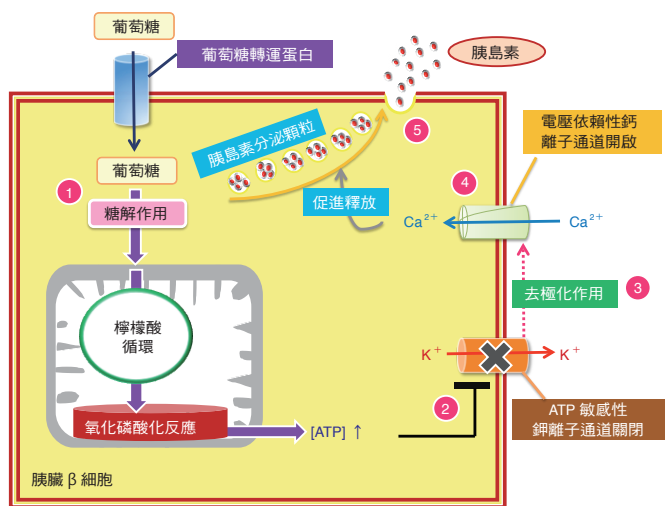 葡萄糖
葡萄糖轉運蛋白
胰島素
5
胰島素分泌顆粒
電壓依賴性鈣
離子通道開啟
葡萄糖
1
糖解作用
促進釋放
4
Ca²⁺
Ca²⁺
去極化作用
3
檸檬酸
循環
K⁺
K⁺
2
氧化磷酸化反應
[ATP] ↑
ATP 敏感性
鉀離子通道關閉
胰臟 β 細胞